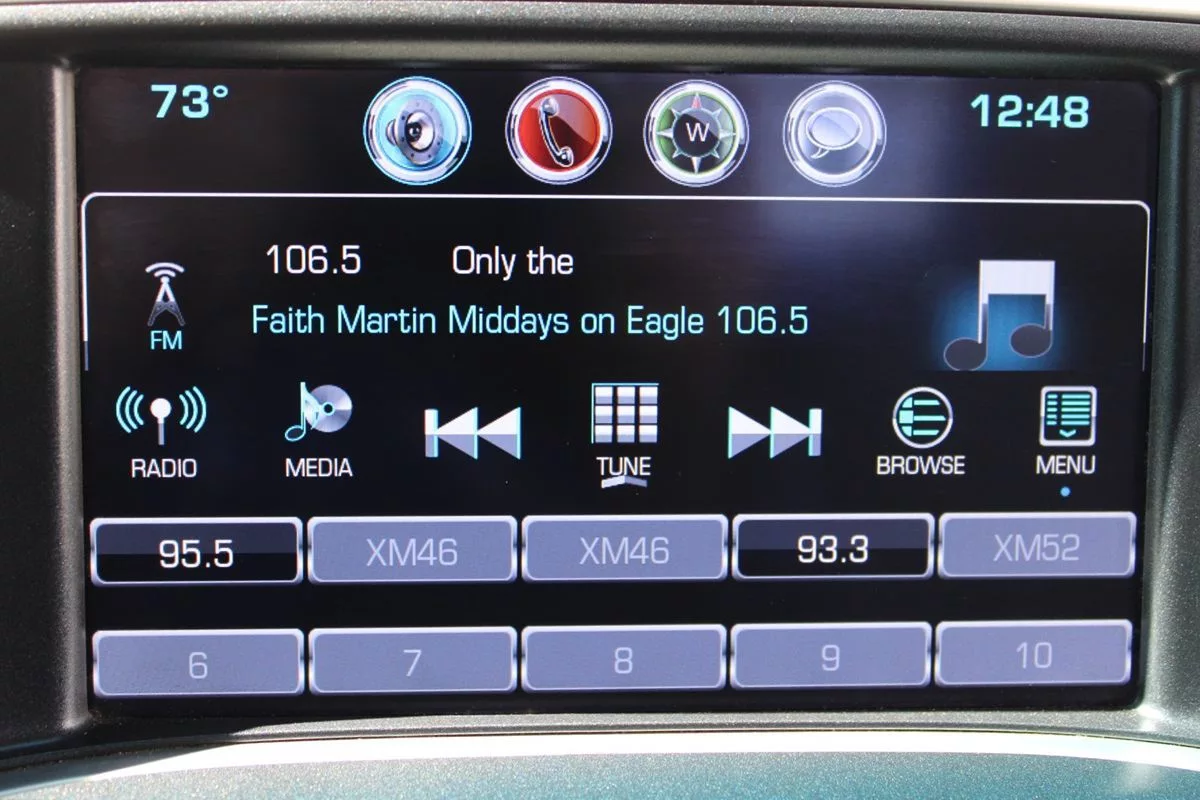 73° W 12:48
106.5 Only the
Faith Martin Middays on Eagle 106.5
FM
RADIO MEDIA TUNE BROWSE MENU
95.5 XM46 XM46 93.3 XM52
6 7 8 9 10